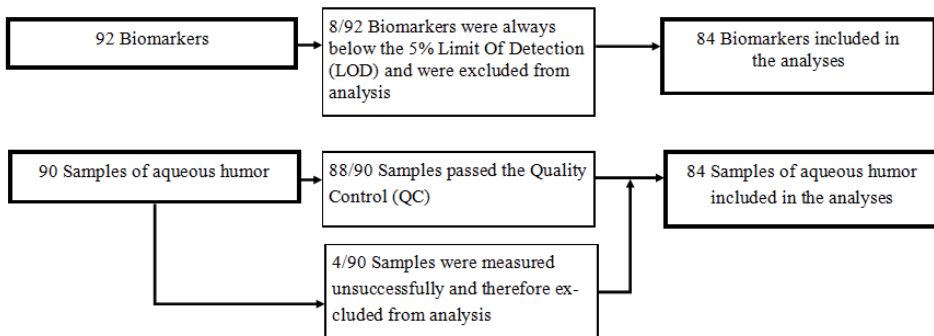 92 Biomarkers
8/92 Biomarkers were always
below the 5% Limit Of Detection
(LOD) and were excluded from
analysis
84 Biomarkers included in
the analyses
90 Samples of aqueous humor
88/90 Samples passed the Quality
Control (QC)
84 Samples of aqueous humor
included in the analyses
4/90 Samples were measured
unsuccessfully and therefore ex-
cluded from analysis